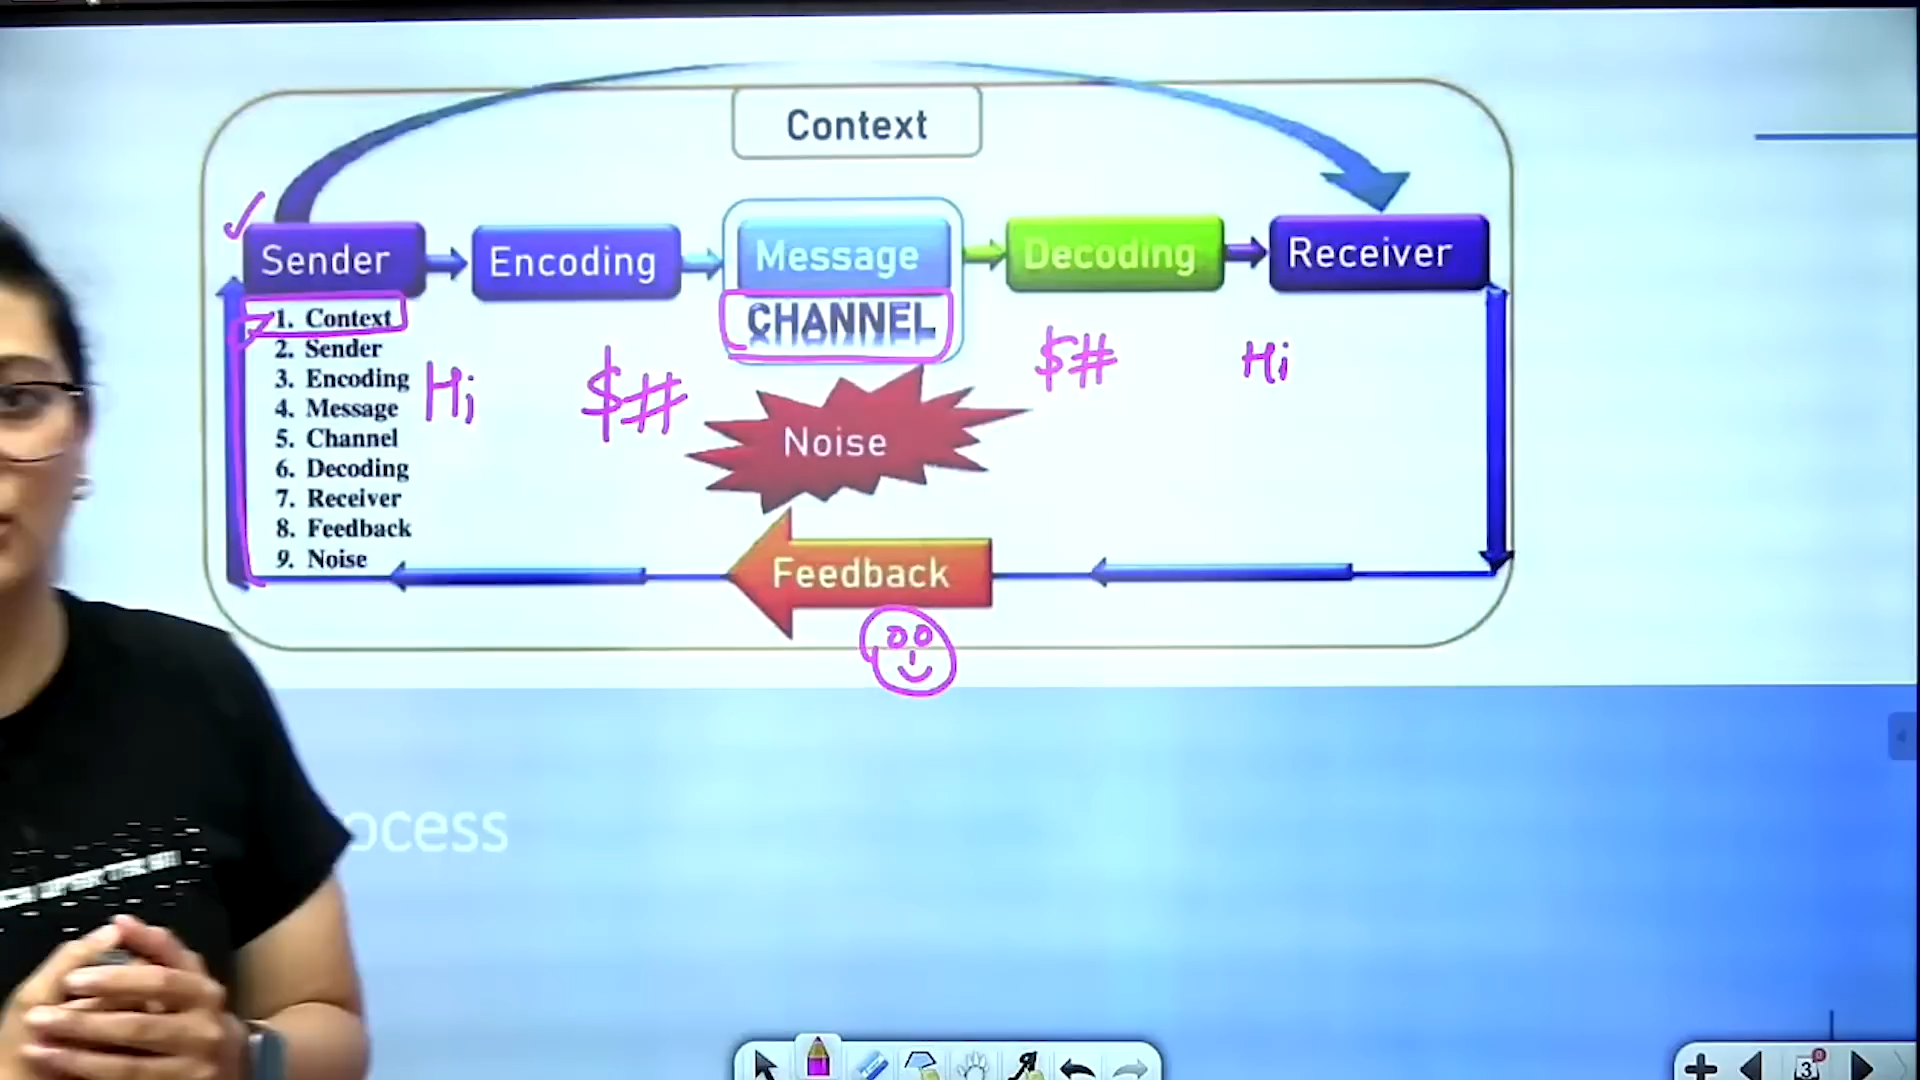 Context
Sender
Encoding
Message
Decoding
Receiver
CHANNEL
1. Context
2. Sender
3. Encoding
4. Message
5. Channel
6. Decoding
7. Receiver
8. Feedback
9. Noise
Hi
$#
$#
Hi
Noise
Feedback
ocess
3